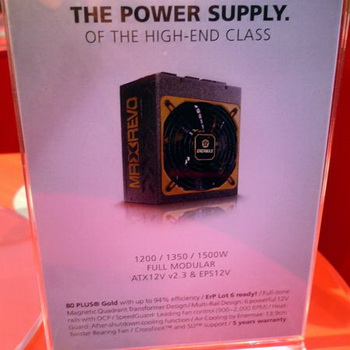 THE POWER SUPPLY.
OF THE HIGH-END CLASS
ENERMAX
MAXREVO
1200 / 1350 / 1500W
FULL MODULAR
ATX12V v2.3 & EPS12V
80 PLUS® Gold with up to 94% efficiency / ErP Lot 6 ready! / Full-time
Magnetic Quadrant Transformer Design / Multi-Rail Design: 6 powerful 12V
rails with OCP / SpeedGuard: Leading fan control (900–2,000 RPM) / Heat-
Guard: After-shutdown cooling function / Air-Cooling by Enermax: 13.9cm
Twister Bearing Fan / CrossFireX™ and SLI™ support / 5 years warranty